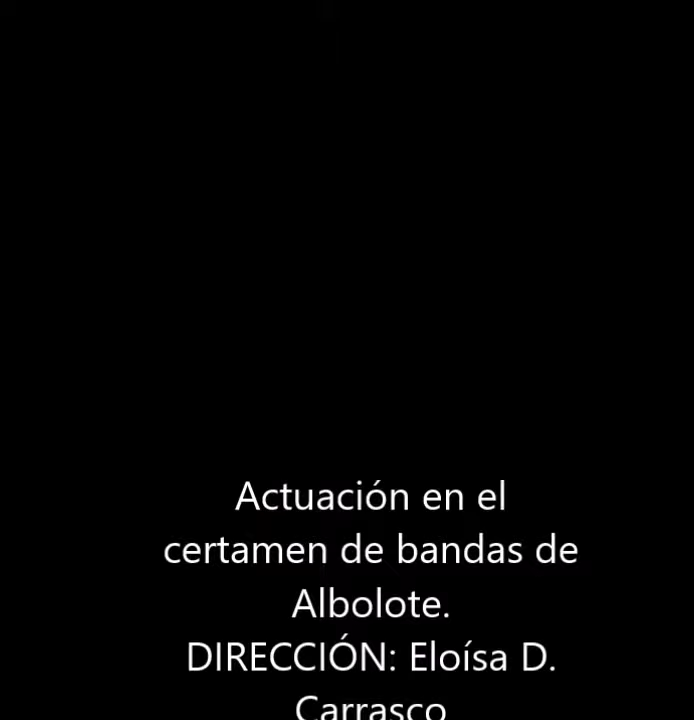 Actuación en el
certamen de bandas de
Albolote.
DIRECCIÓN: Eloísa D.
Carrasco